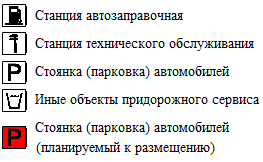 Станция автозаправочная
Станция технического обслуживания
P Стоянка (парковка) автомобилей
Иные объекты придорожного сервиса
P Стоянка (парковка) автомобилей
(планируемый к размещению)